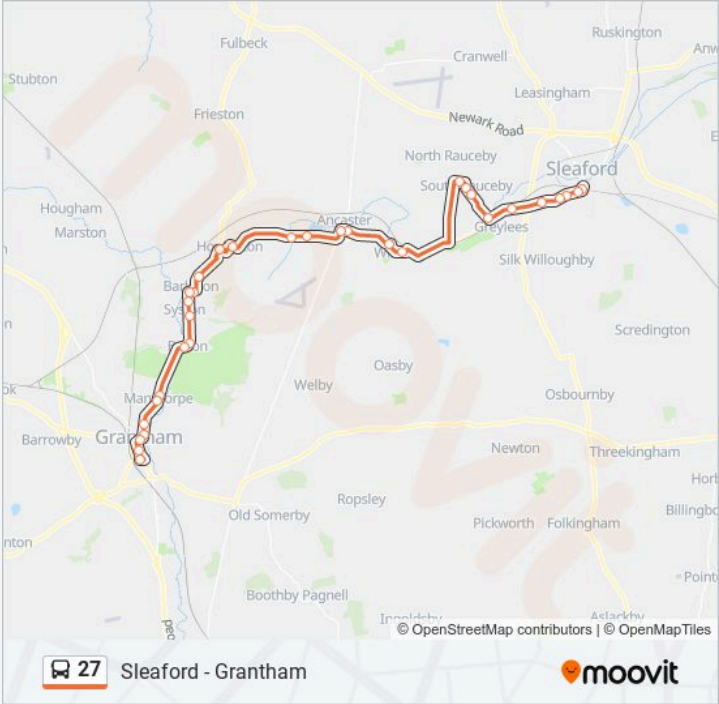 Ruskington
Fulbeck
Cranwell
Stubton
Leasingham
Frieston
Newark Road
North Rauceby
Sleaford
Hougham
Ancaster
Marston
Greylees
Silk Willoughby
Scredington
Oasby
Welby
Osbournby
Grantham
Barrowby
Newton
Threekingham
Ropsley
Old Somerby
Pickworth
Folkingham
Boothby Pagnell
Ingoldsby
Aslackby
© OpenStreetMap contributors | © OpenMapTiles
27 Sleaford - Grantham
moovit